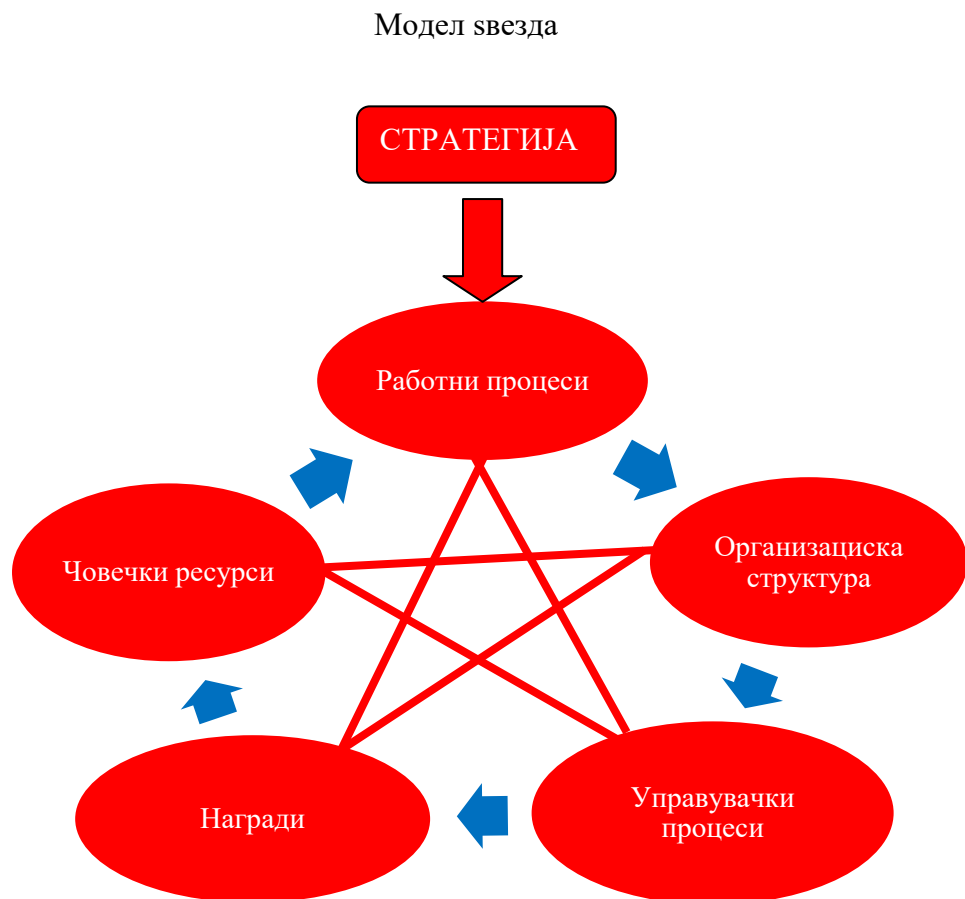 Модел ѕвезда
СТРАТЕГИЈА
Работни процеси
Организациска
структура
Човечки ресурси
Управувачки
процеси
Награди